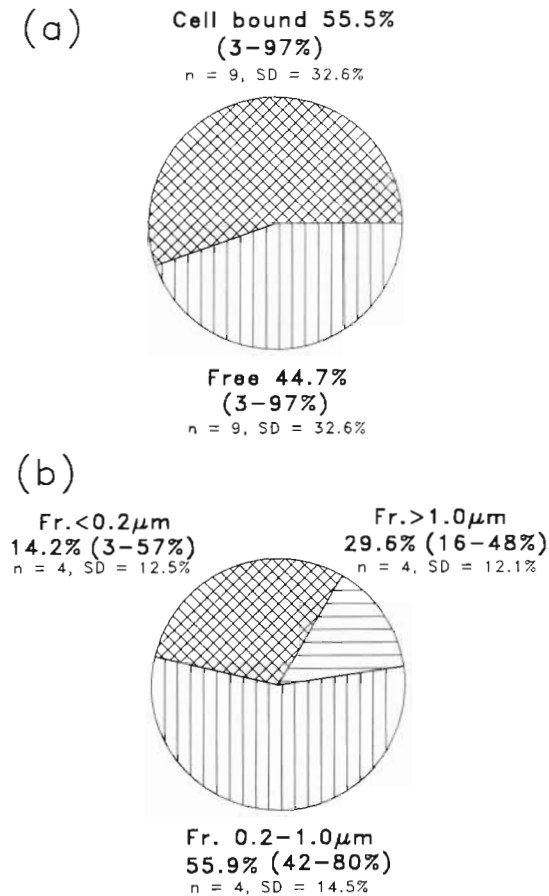 (a)
Cell bound 55.5%
(3-97%)
n = 9, SD = 32.6%
Free 44.7%
(3-97%)
n = 9, SD = 32.6%
(b)
Fr.<0.2μm
14.2% (3-57%)
n = 4, SD = 12.5%
Fr.>1.0μm
29.6% (16-48%)
n = 4, SD = 12.1%
Fr. 0.2-1.0μm
55.9% (42-80%)
n = 4, SD = 14.5%